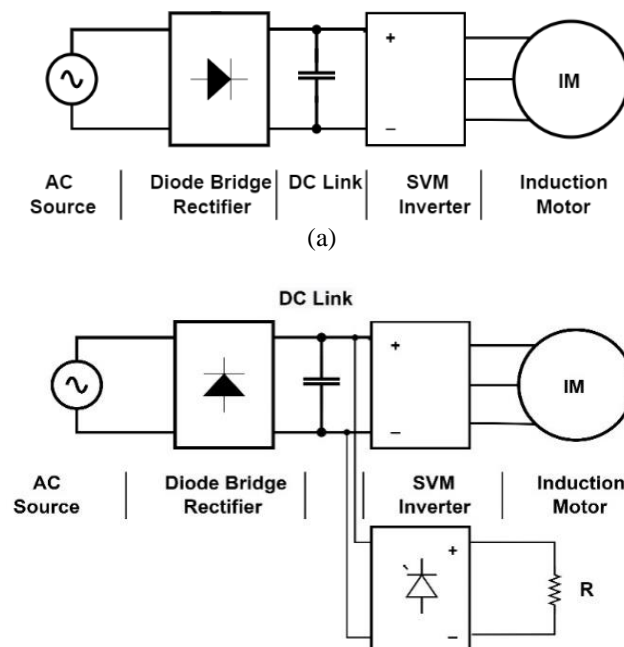 +
IM
−
AC Diode Bridge DC Link SVM Induction
Source Rectifier Inverter Motor
(a)
DC Link
+
IM
−
AC Diode Bridge SVM Induction
Source Rectifier Inverter Motor
+
R
−